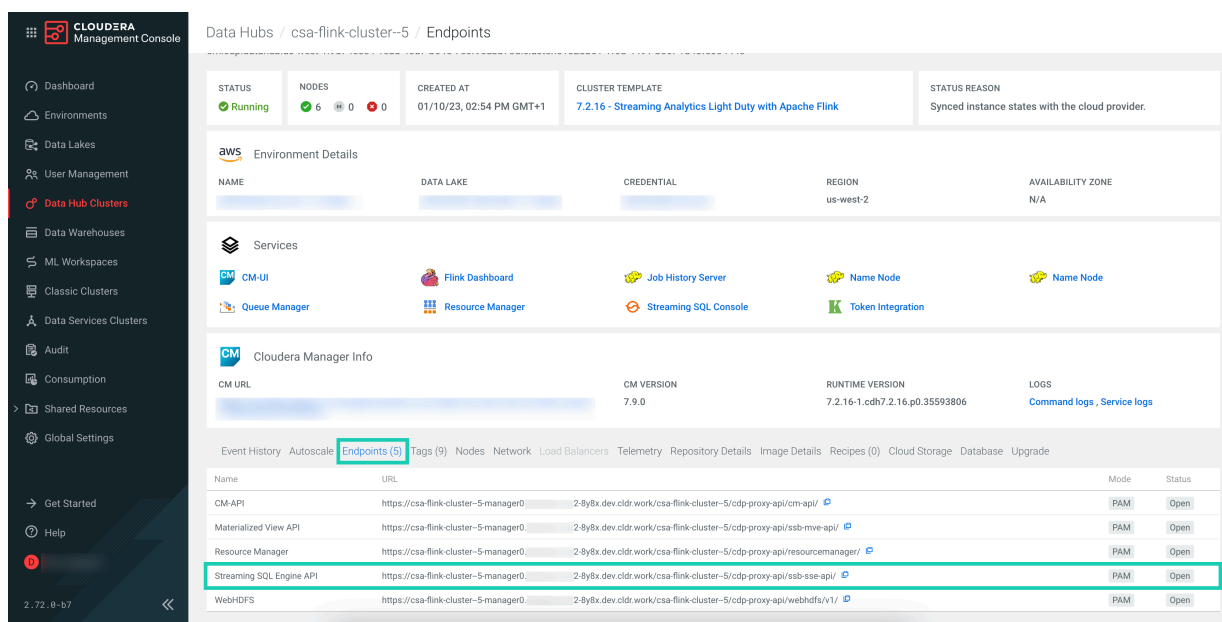 CLOUDERA
Management Console
Dashboard
Environments
Data Lakes
User Management
Data Hub Clusters
Data Warehouses
ML Workspaces
Classic Clusters
Data Services Clusters
Audit
Consumption
Shared Resources
Global Settings
Get Started
Help
D
2.72.0-b7
Data Hubs / csa-flink-cluster--5 / Endpoints
STATUS NODES CREATED AT CLUSTER TEMPLATE STATUS REASON
Running 6 0 0 01/10/23, 02:54 PM GMT+1 7.2.16 - Streaming Analytics Light Duty with Apache Flink Synced instance states with the cloud provider.
aws Environment Details
NAME DATA LAKE CREDENTIAL REGION AVAILABILITY ZONE
us-west-2 N/A
Services
CM CM-UI Flink Dashboard Job History Server Name Node Name Node
Queue Manager Resource Manager Streaming SQL Console K Token Integration
CM Cloudera Manager Info
CM URL CM VERSION RUNTIME VERSION LOGS
7.9.0 7.2.16-1.cdh7.2.16.p0.35593806 Command logs , Service logs
Event History Autoscale Endpoints (5) Tags (9) Nodes Network Load Balancers Telemetry Repository Details Image Details Recipes (0) Cloud Storage Database Upgrade
Name URL Mode Status
CM-API https://csa-flink-cluster--5-manager0. 2-8y8x.dev.cldr.work/csa-flink-cluster--5/cdp-proxy-api/cm-api/ PAM Open
Materialized View API https://csa-flink-cluster--5-manager0. 2-8y8x.dev.cldr.work/csa-flink-cluster--5/cdp-proxy-api/ssb-mve-api/ PAM Open
Resource Manager https://csa-flink-cluster--5-manager0. 2-8y8x.dev.cldr.work/csa-flink-cluster--5/cdp-proxy-api/resourcemanager/ PAM Open
Streaming SQL Engine API https://csa-flink-cluster--5-manager0. 2-8y8x.dev.cldr.work/csa-flink-cluster--5/cdp-proxy-api/ssb-sse-api/ PAM Open
WebHDFS https://csa-flink-cluster--5-manager0. 2-8y8x.dev.cldr.work/csa-flink-cluster--5/cdp-proxy-api/webhdfs/v1/ PAM Open